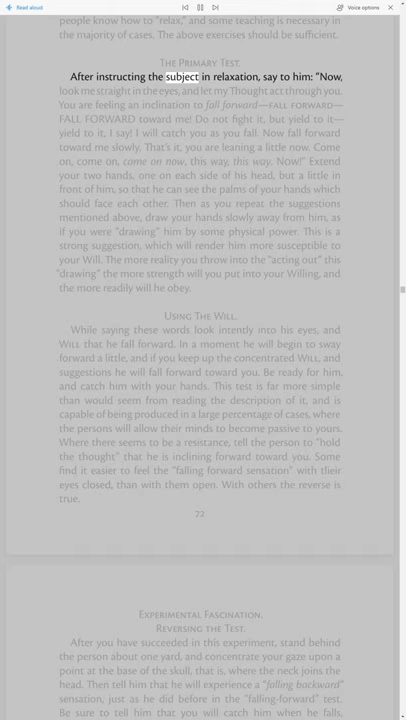 Read aloud
Voice options
people know how to "relax," and some teaching is necessary in
the majority of cases. The above exercises should be sufficient.
The Primary Test.
After instructing the subject in relaxation, say to him: "Now,
look me straight in the eyes, and let my Thought act through you.
You are feeling an inclination to fall forward—FALL FORWARD—
FALL FORWARD toward me! Do not fight it, but yield to it—
yield to it, I say! I will catch you as you fall. Now fall forward
toward me slowly. That's it, you are leaning a little now. Come
on, come on, come on now, this way, this way. NOW!" Extend
your two hands, one on each side of his head, but a little in
front of him, so that he can see the palms of your hands which
should face each other. Then as you repeat the suggestions
mentioned above, draw your hands slowly away from him, as
if you were "drawing" him by some physical power. This is a
strong suggestion, which will render him more susceptible to
your Will. The more reality you throw into the "acting out" this
"drawing" the more strength will you put into your Willing, and
the more readily will he obey.
Using The Will.
While saying these words look intently into his eyes, and
Will that he fall forward. In a moment he will begin to sway
forward a little, and if you keep up the concentrated Will, and
suggestions he will fall forward toward you. Be ready for him,
and catch him with your hands. This test is far more simple
than would seem from reading the description of it, and is
capable of being produced in a large percentage of cases, where
the persons will allow their minds to become passive to yours.
Where there seems to be a resistance, tell the person to "hold
the thought" that he is inclining forward toward you. Some
find it easier to feel the "falling forward sensation" with tlieir
eyes closed, than with them open. With others the reverse is
true.
72
Experimental Fascination.
Reversing the Test.
After you have succeeded in this experiment, stand behind
the person about one yard, and concentrate your gaze upon a
point at the base of the skull, that is, where the neck joins the
head. Then tell him that he will experience a "falling backward"
sensation, just as he did before in the "falling-forward" test.
Be sure to tell him that you will catch him when he falls,